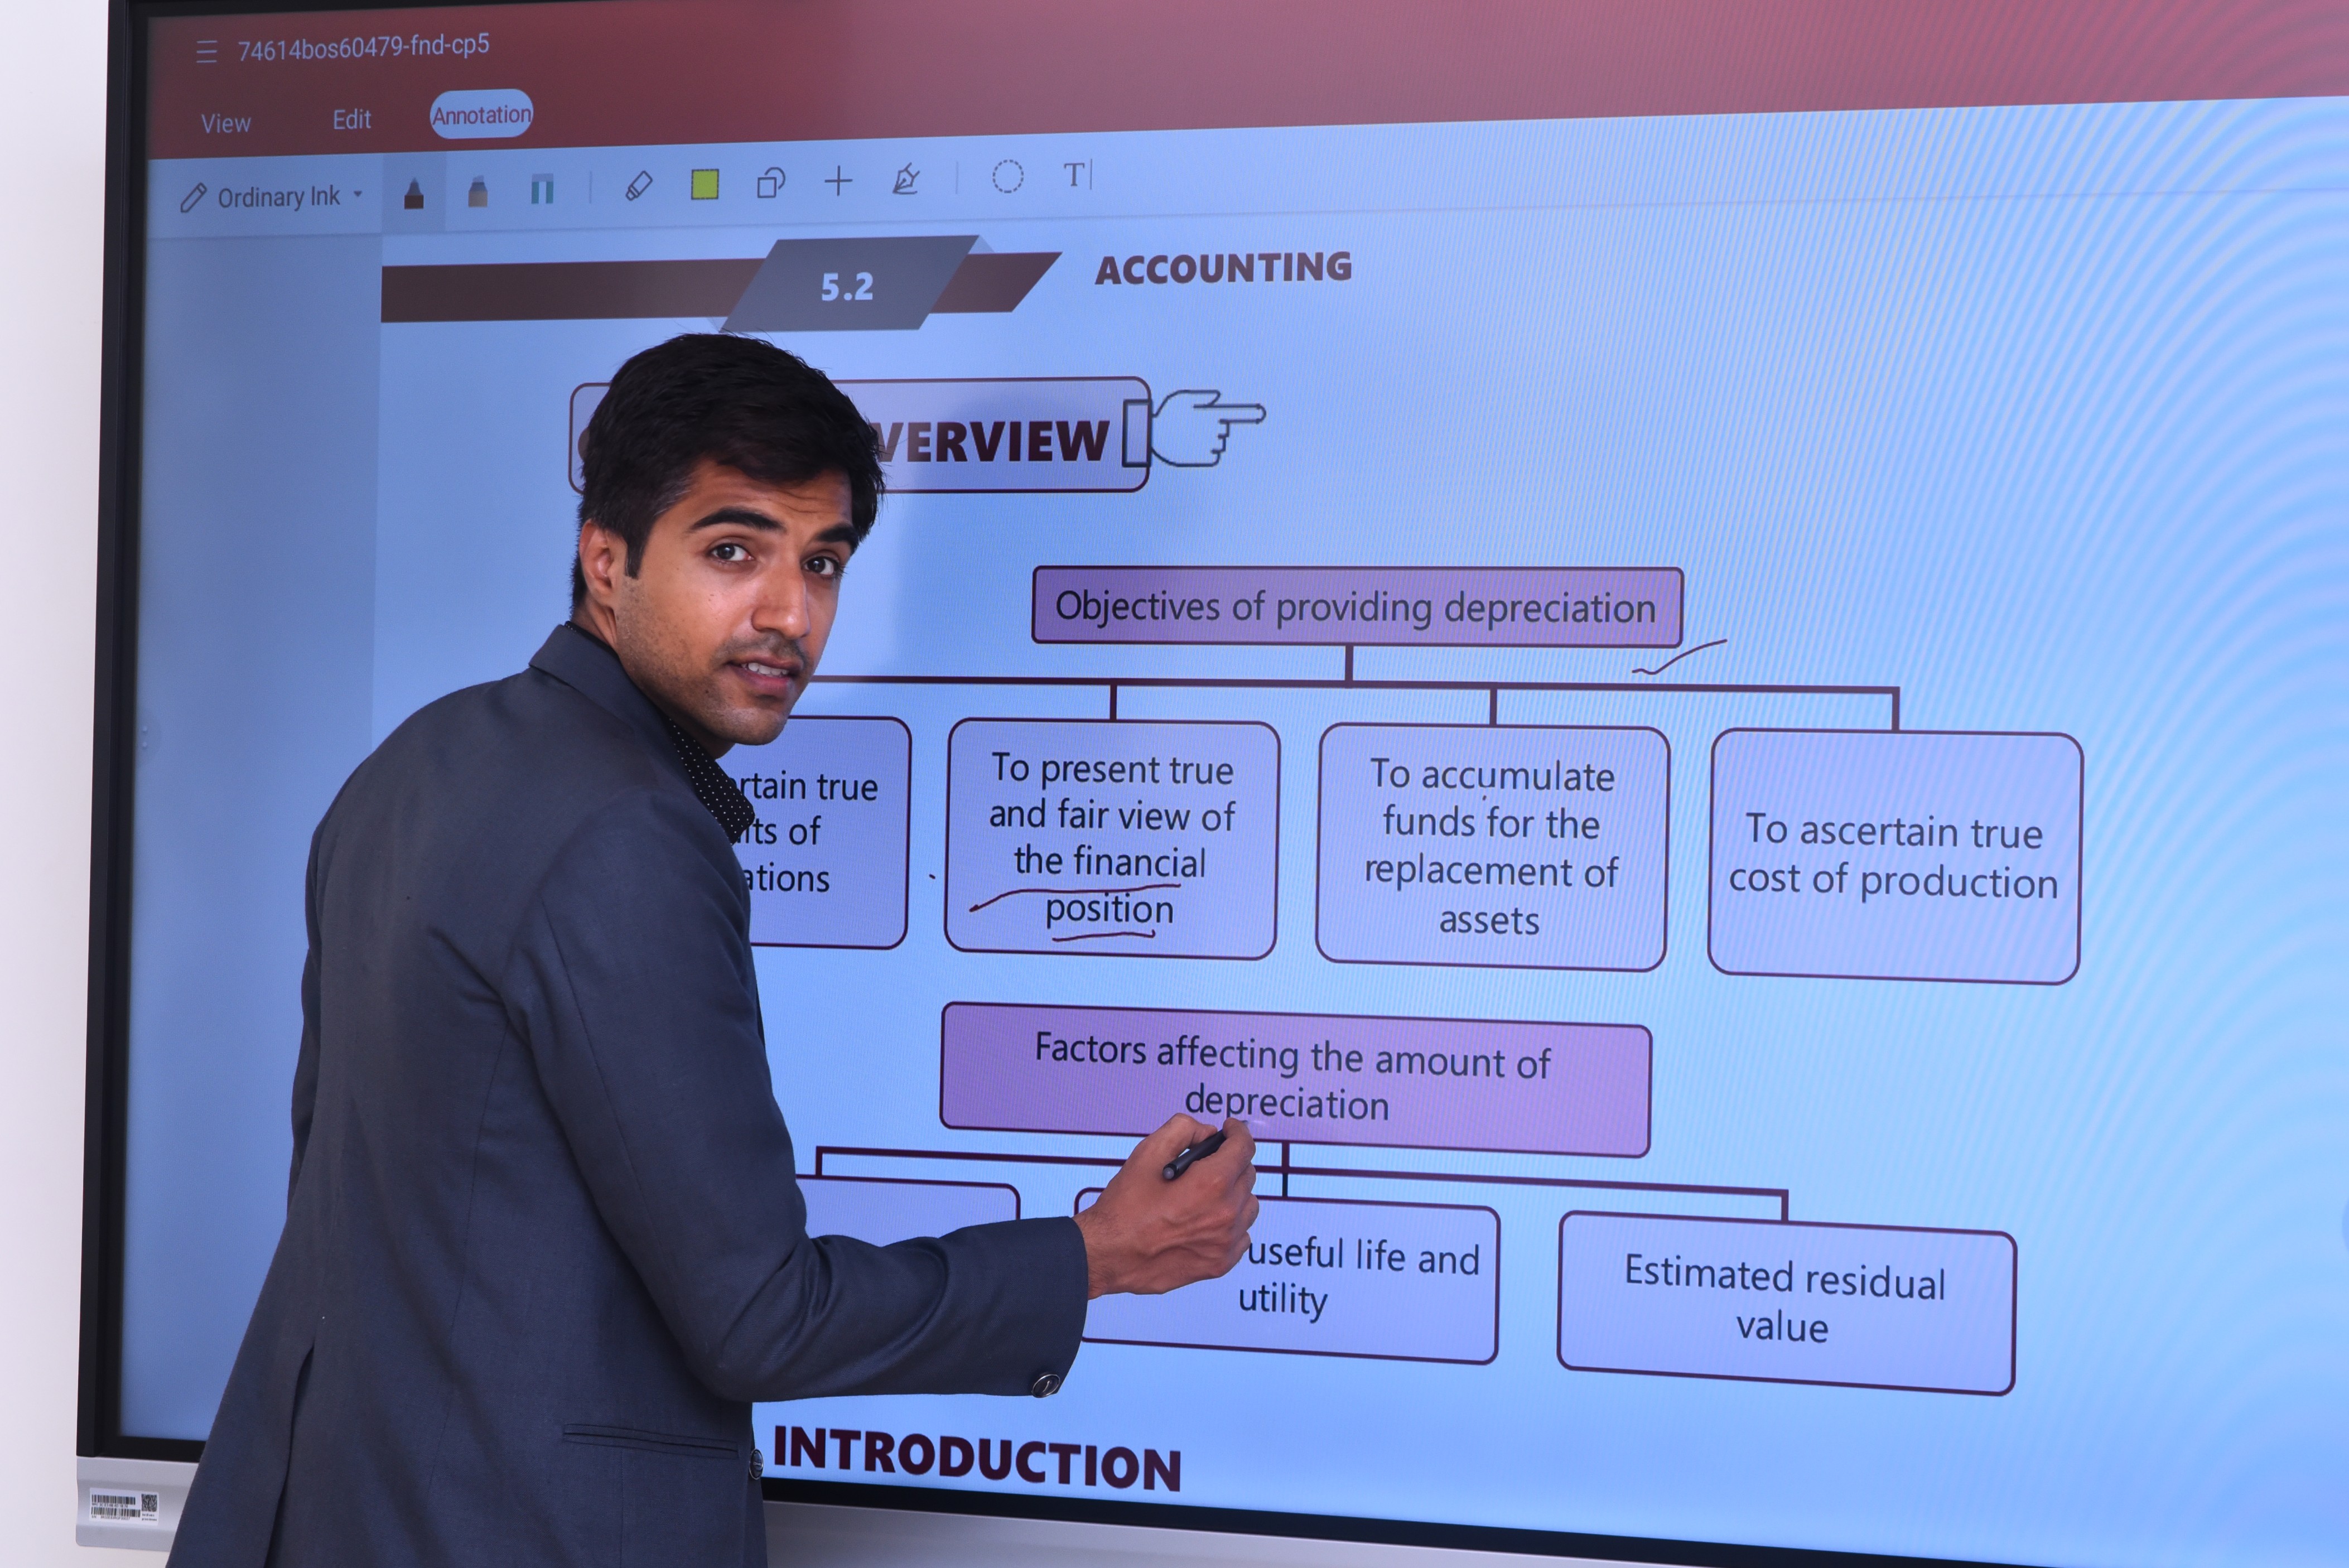 74614bos60479-fnd-cp5
View Edit Annotation
Ordinary Ink T
5.2 ACCOUNTING
VERVIEW
Objectives of providing depreciation
rtain true
ts of
ations
To present true
and fair view of
the financial
position
To accumulate
funds for the
replacement of
assets
To ascertain true
cost of production
Factors affecting the amount of
depreciation
useful life and
utility
Estimated residual
value
INTRODUCTION